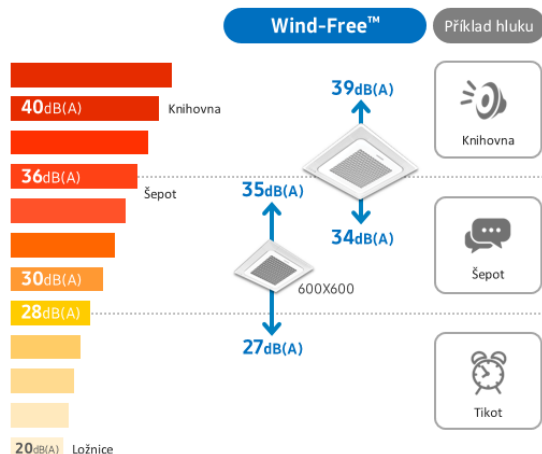 Wind-Free™
Příklad hluku
39dB(A)
40dB(A)
Knihovna
Knihovna
36dB(A)
Šepot
35dB(A)
34dB(A)
Šepot
30dB(A)
600X600
28dB(A)
27dB(A)
Tikot
20dB(A)
Ložnice